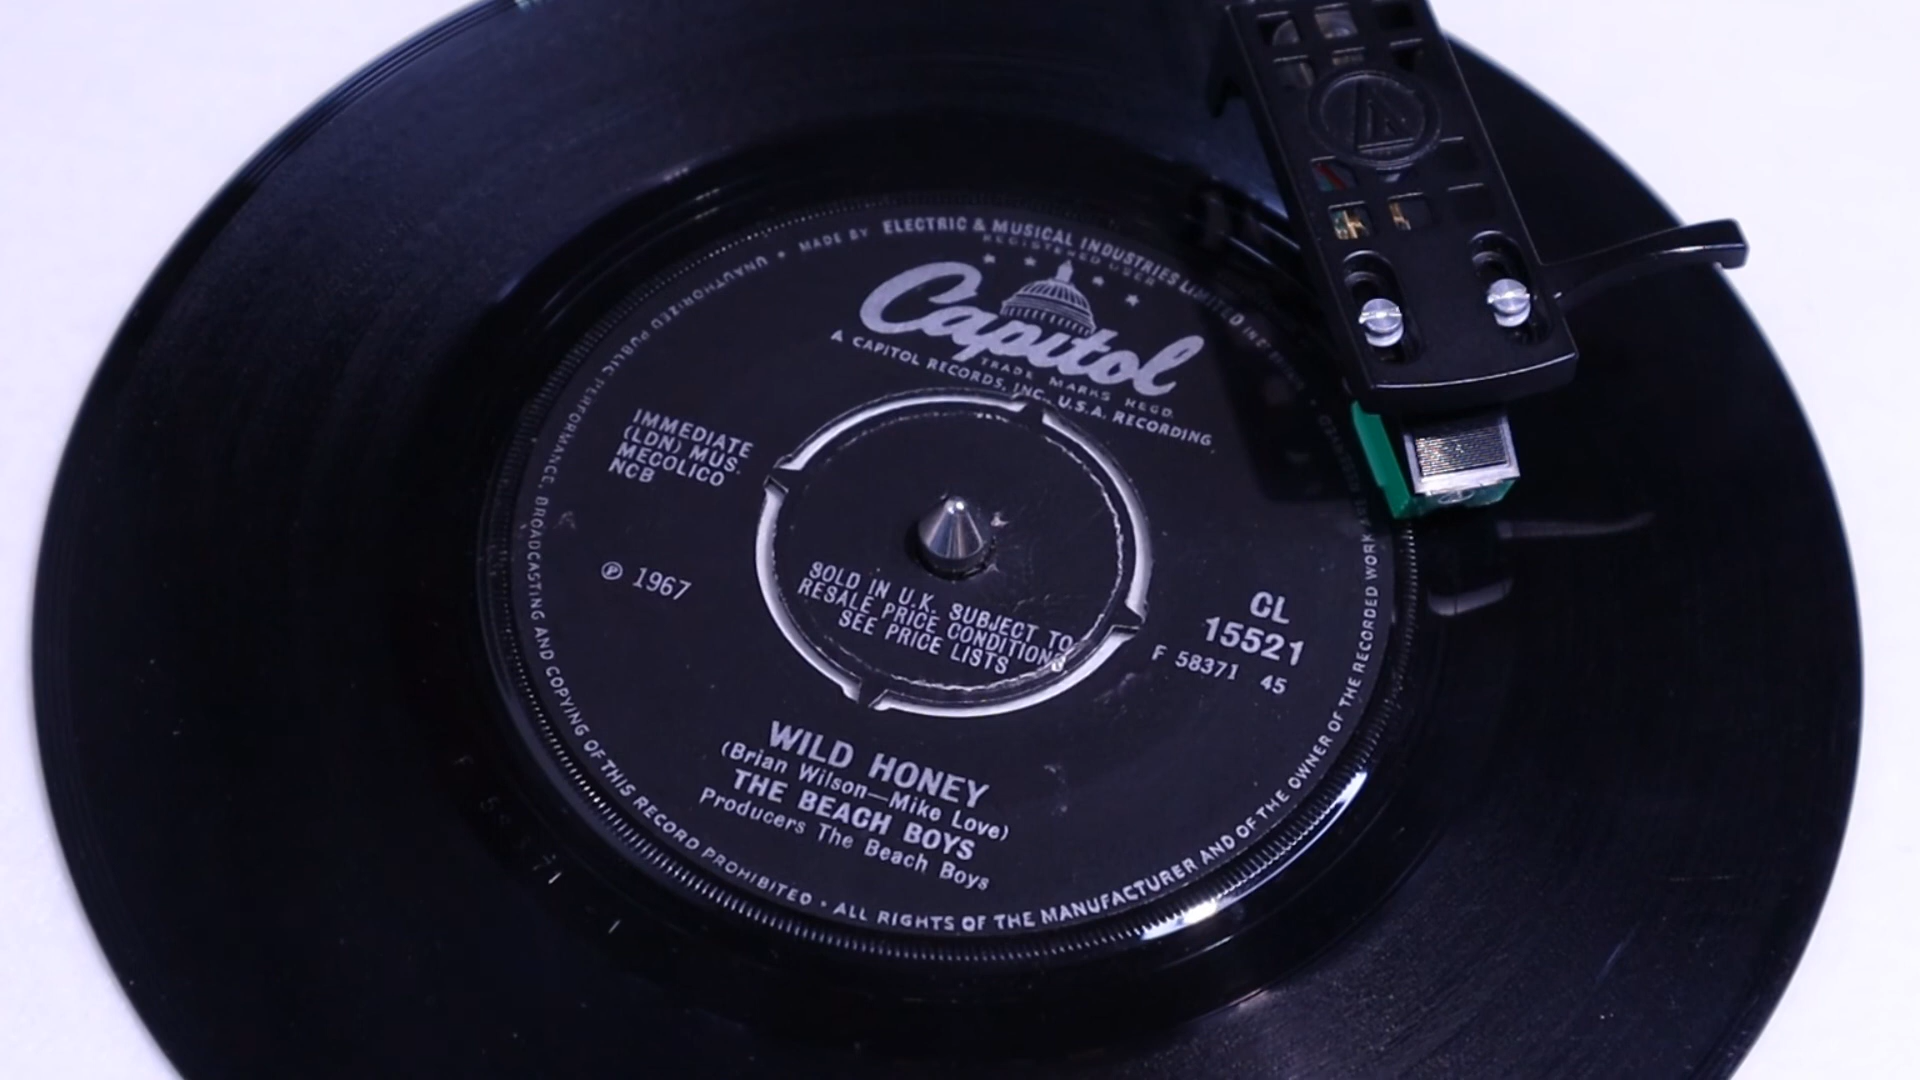 MADE BY ELECTRIC & MUSICAL INDUSTRIES LIMITED
REGISTERED USER
Capitol
TRADE MARKS REGD.
A CAPITOL RECORDS, INC., U.S.A. RECORDING
IMMEDIATE
(LDN) MUS.
MECOLICO
NCB
℗ 1967
SOLD IN U.K. SUBJECT TO
RESALE PRICE CONDITIONS
SEE PRICE LISTS
CL
15521
F 58371 45
WILD HONEY
(Brian Wilson—Mike Love)
THE BEACH BOYS
Producers The Beach Boys
ALL RIGHTS OF THE MANUFACTURER AND OF THE OWNER OF THE RECORDED WORK
UNAUTHORIZED PUBLIC PERFORMANCE, BROADCASTING AND COPYING OF THIS RECORD PROHIBITED